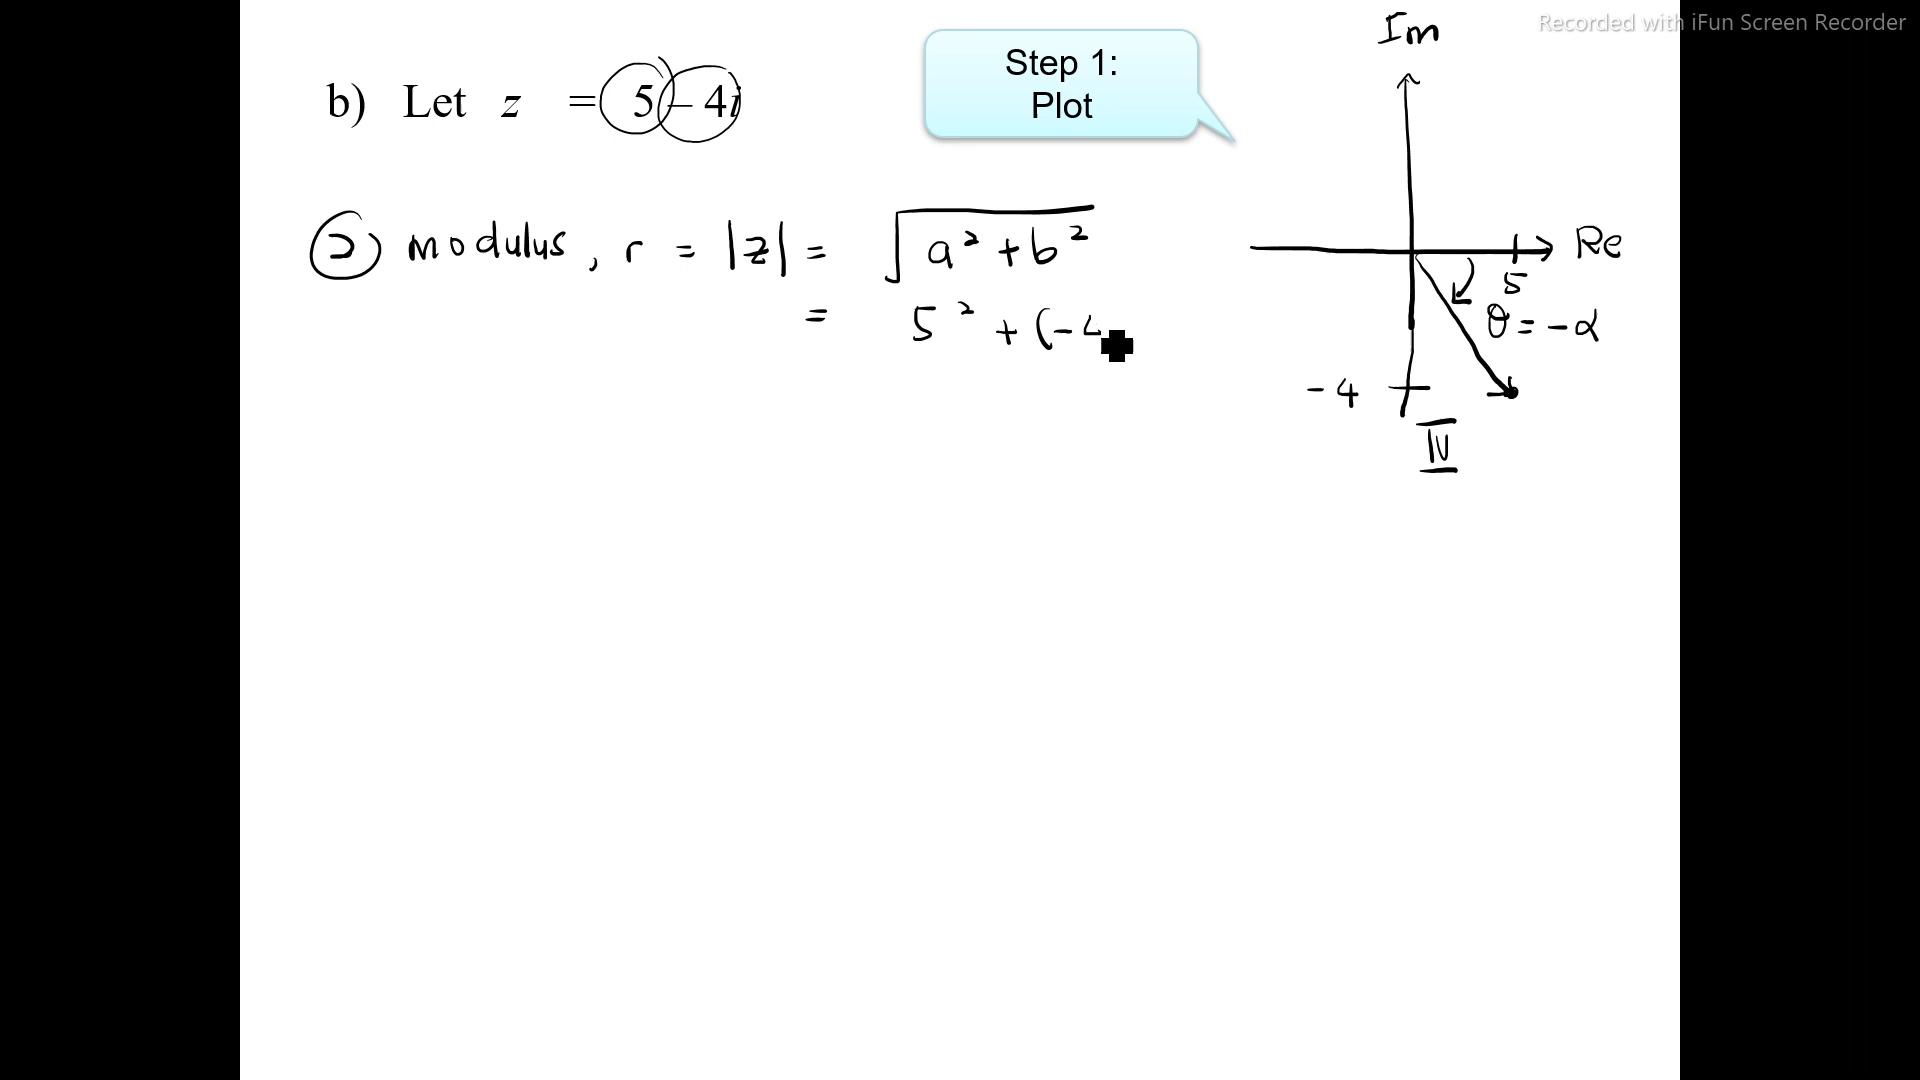 Recorded with iFun Screen Recorder
b) Let z = 5 – 4i
Step 1:
Plot
Im
② modulus, r = |z| = √(a² + b²)
= 5² + (-4
Re
5
θ = -α
-4
IV